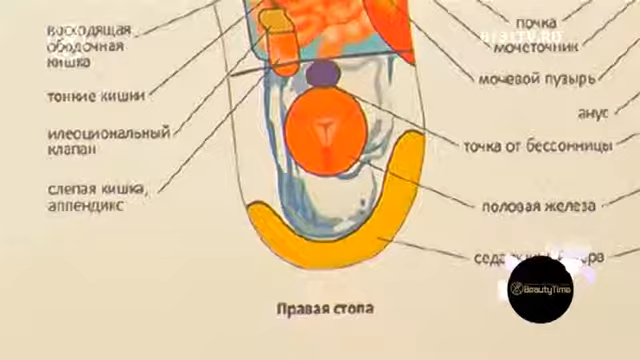 восходящая
ободочная
кишка
тонкие кишки
илеоциональный
клапан
слепая кишка,
аппендикс
почка
мочеточник
мочевой пузырь
анус
точка от бессонницы
половая железа
Правая стопа
BeautyTime